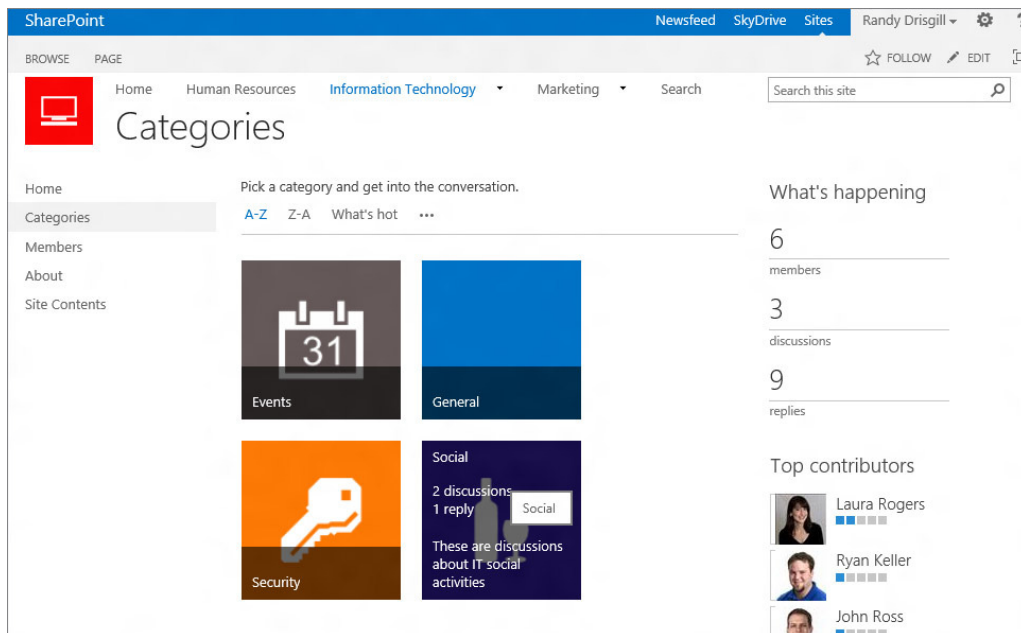 SharePoint
Newsfeed SkyDrive Sites Randy Drisgill
BROWSE PAGE
FOLLOW EDIT
Home Human Resources Information Technology Marketing Search
Search this site
Categories
Home
Categories
Members
About
Site Contents
Pick a category and get into the conversation.
A-Z Z-A What's hot ...
31
Events
General
Security
Social
2 discussions
1 reply
Social
These are discussions
about IT social
activities
What's happening
6
members
3
discussions
9
replies
Top contributors
Laura Rogers
Ryan Keller
John Ross